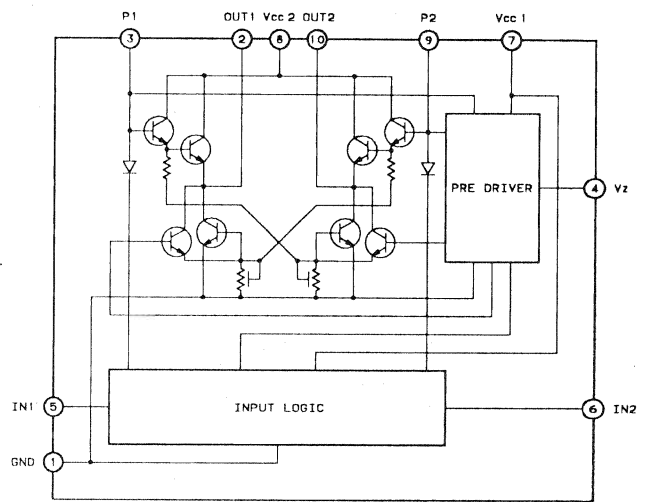 P1 OUT1 Vcc 2 OUT2 P2 Vcc 1
3 2 8 10 9 7
PRE DRIVER 4 Vz
IN1 5 INPUT LOGIC 6 IN2
GND 1